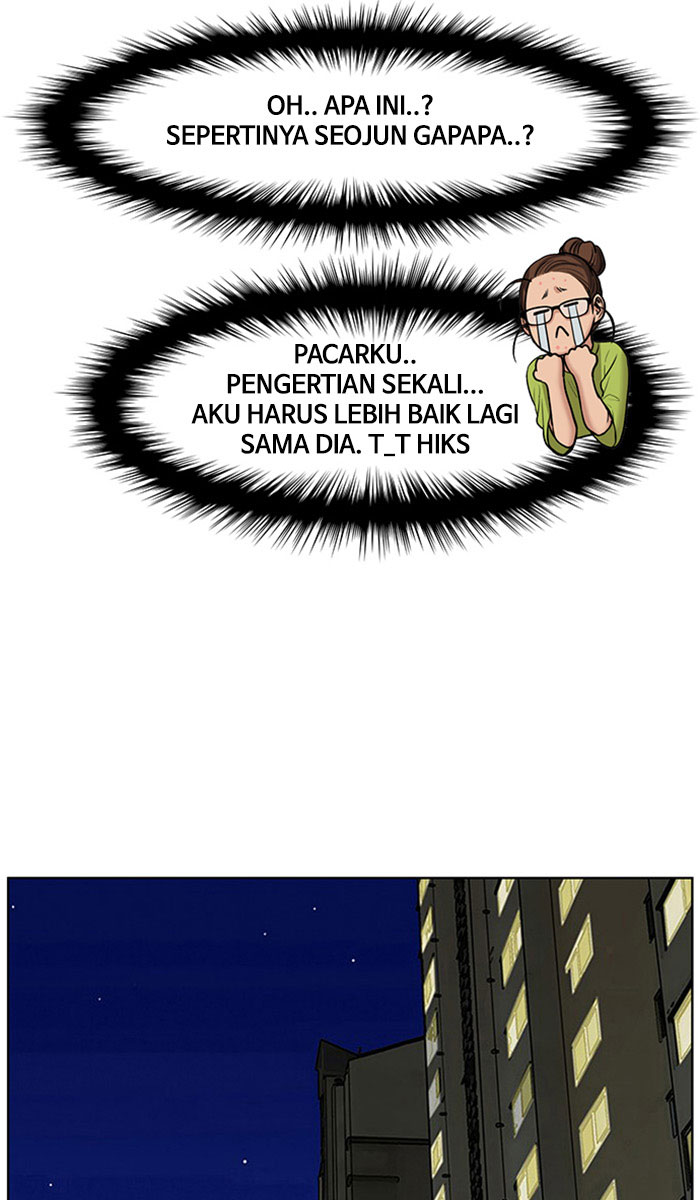 OH.. APA INI..?
SEPERTINYA SEOJUN GAPAPA..?
PACARKU..
PENGERTIAN SEKALI...
AKU HARUS LEBIH BAIK LAGI
SAMA DIA. T_T HIKS